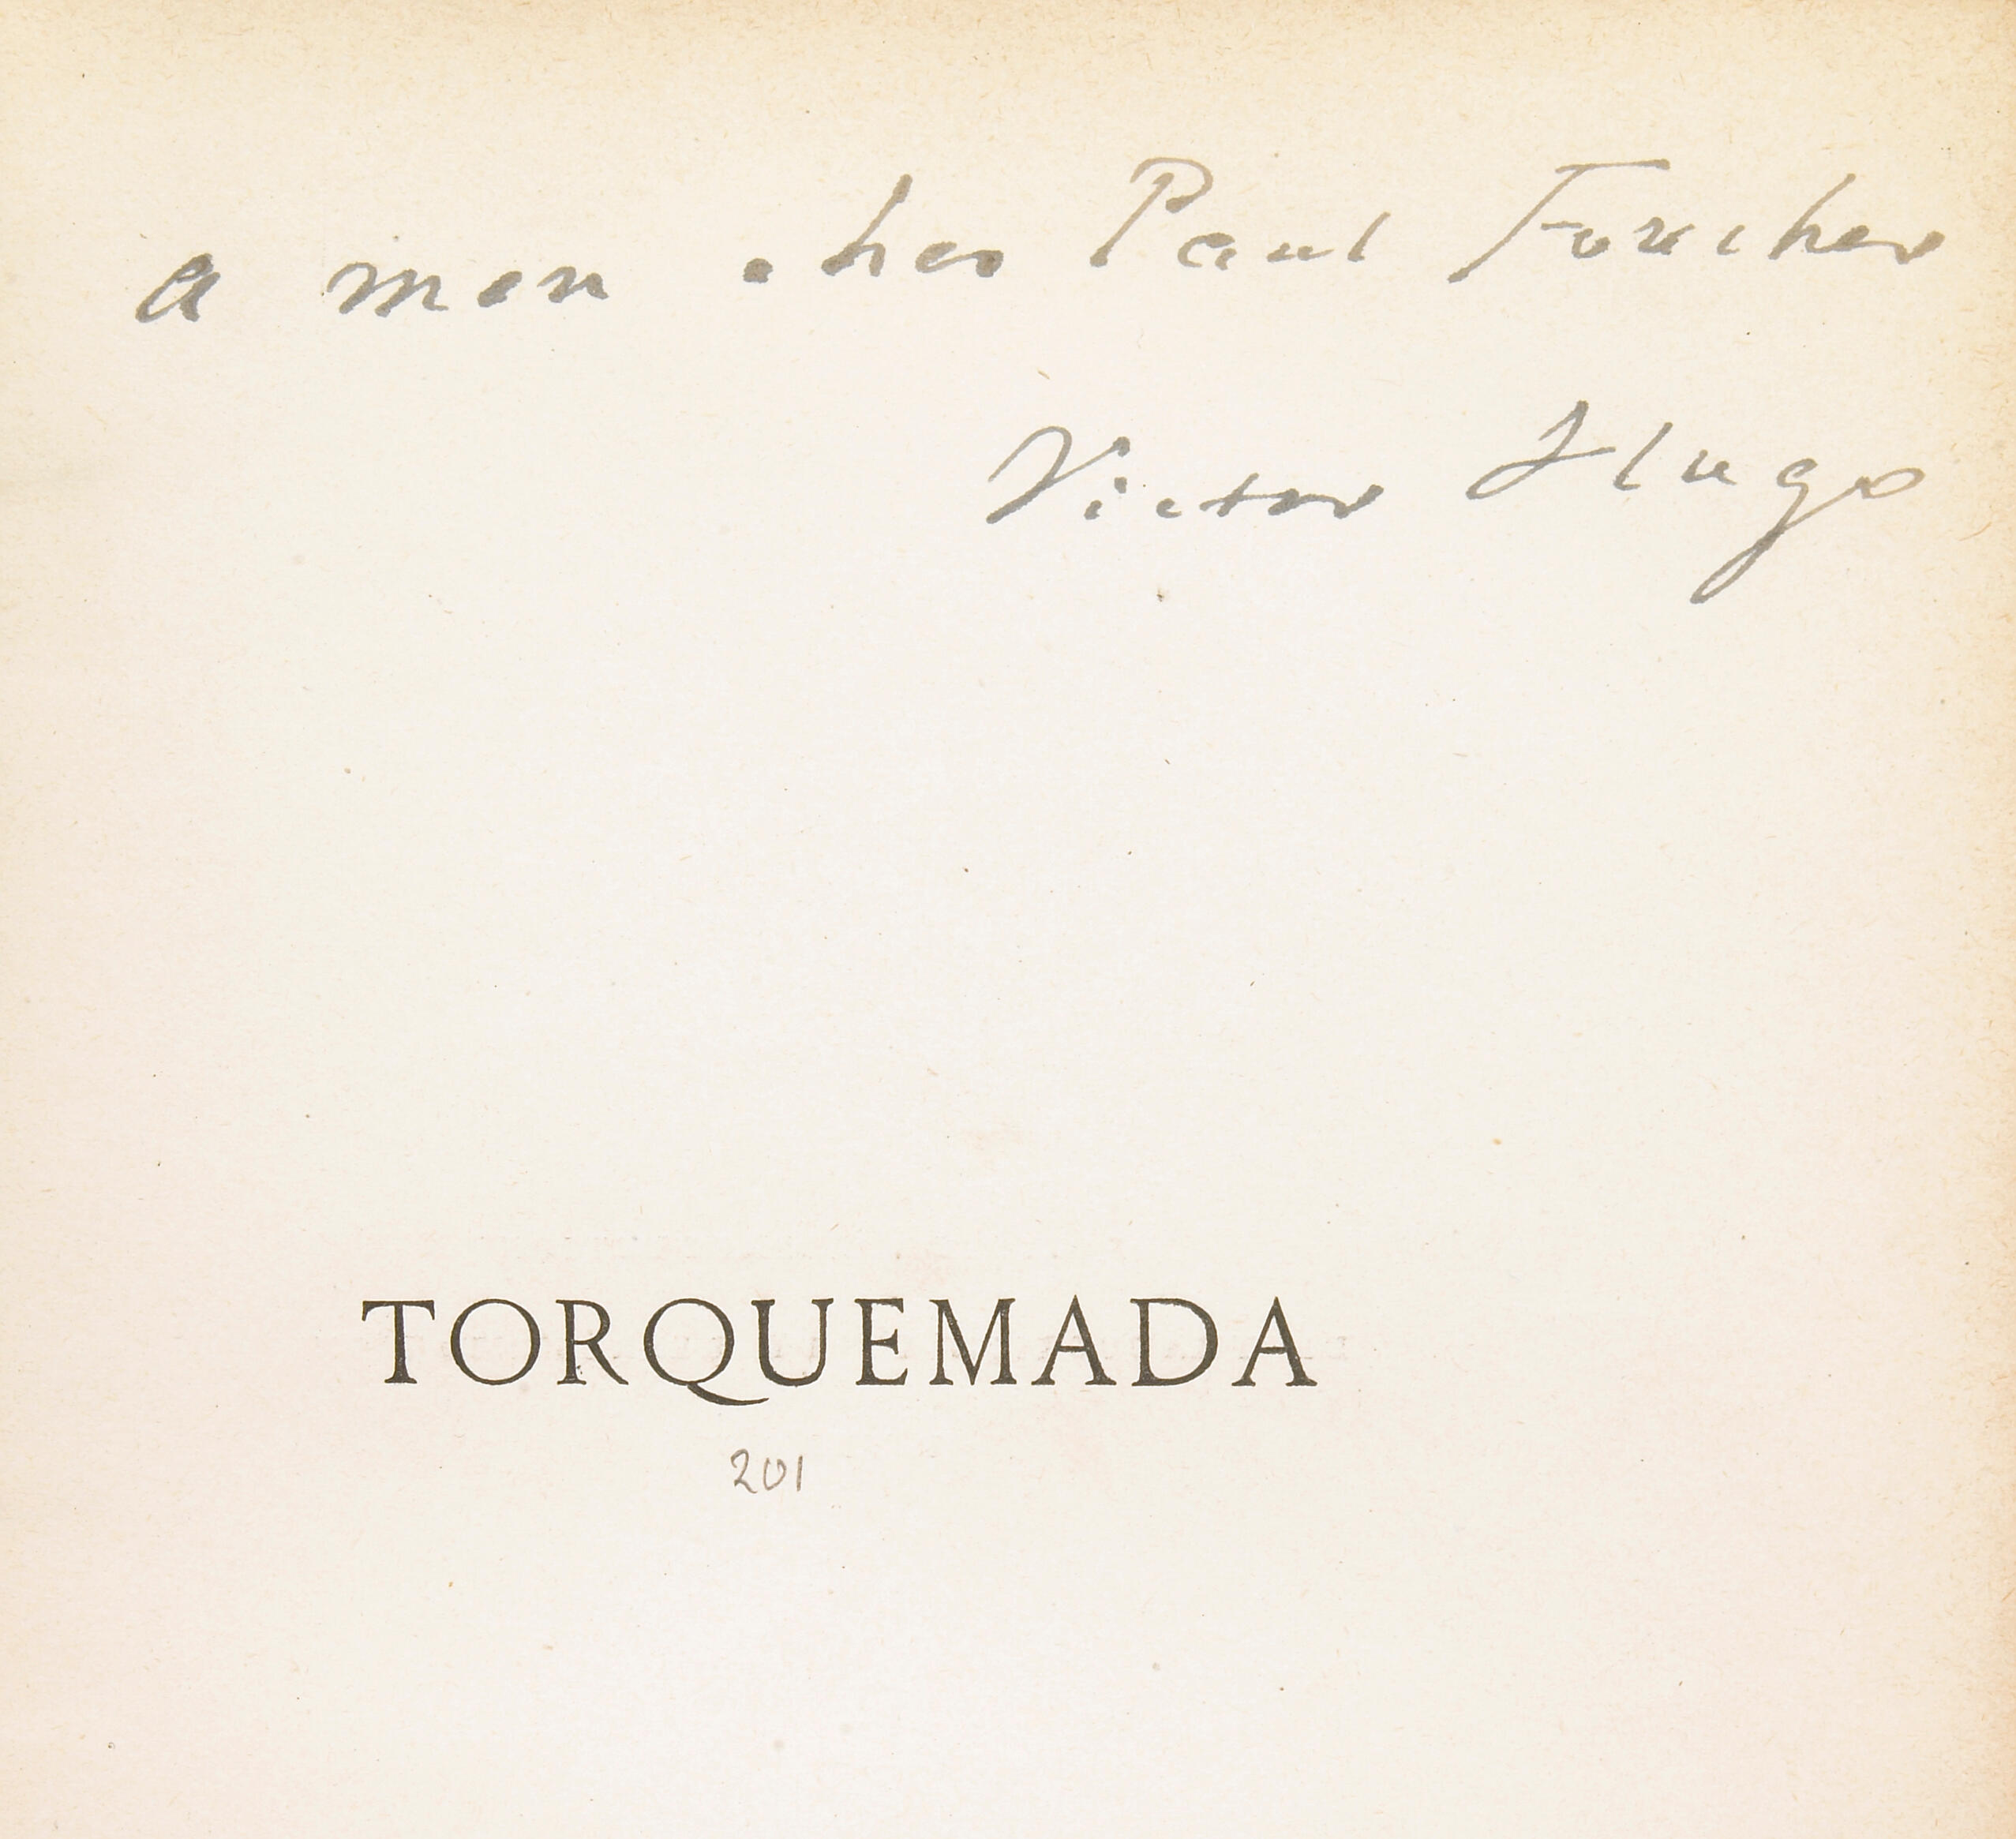 a mon cher Paul Foucher
Victor Hugo
TORQUEMADA
201